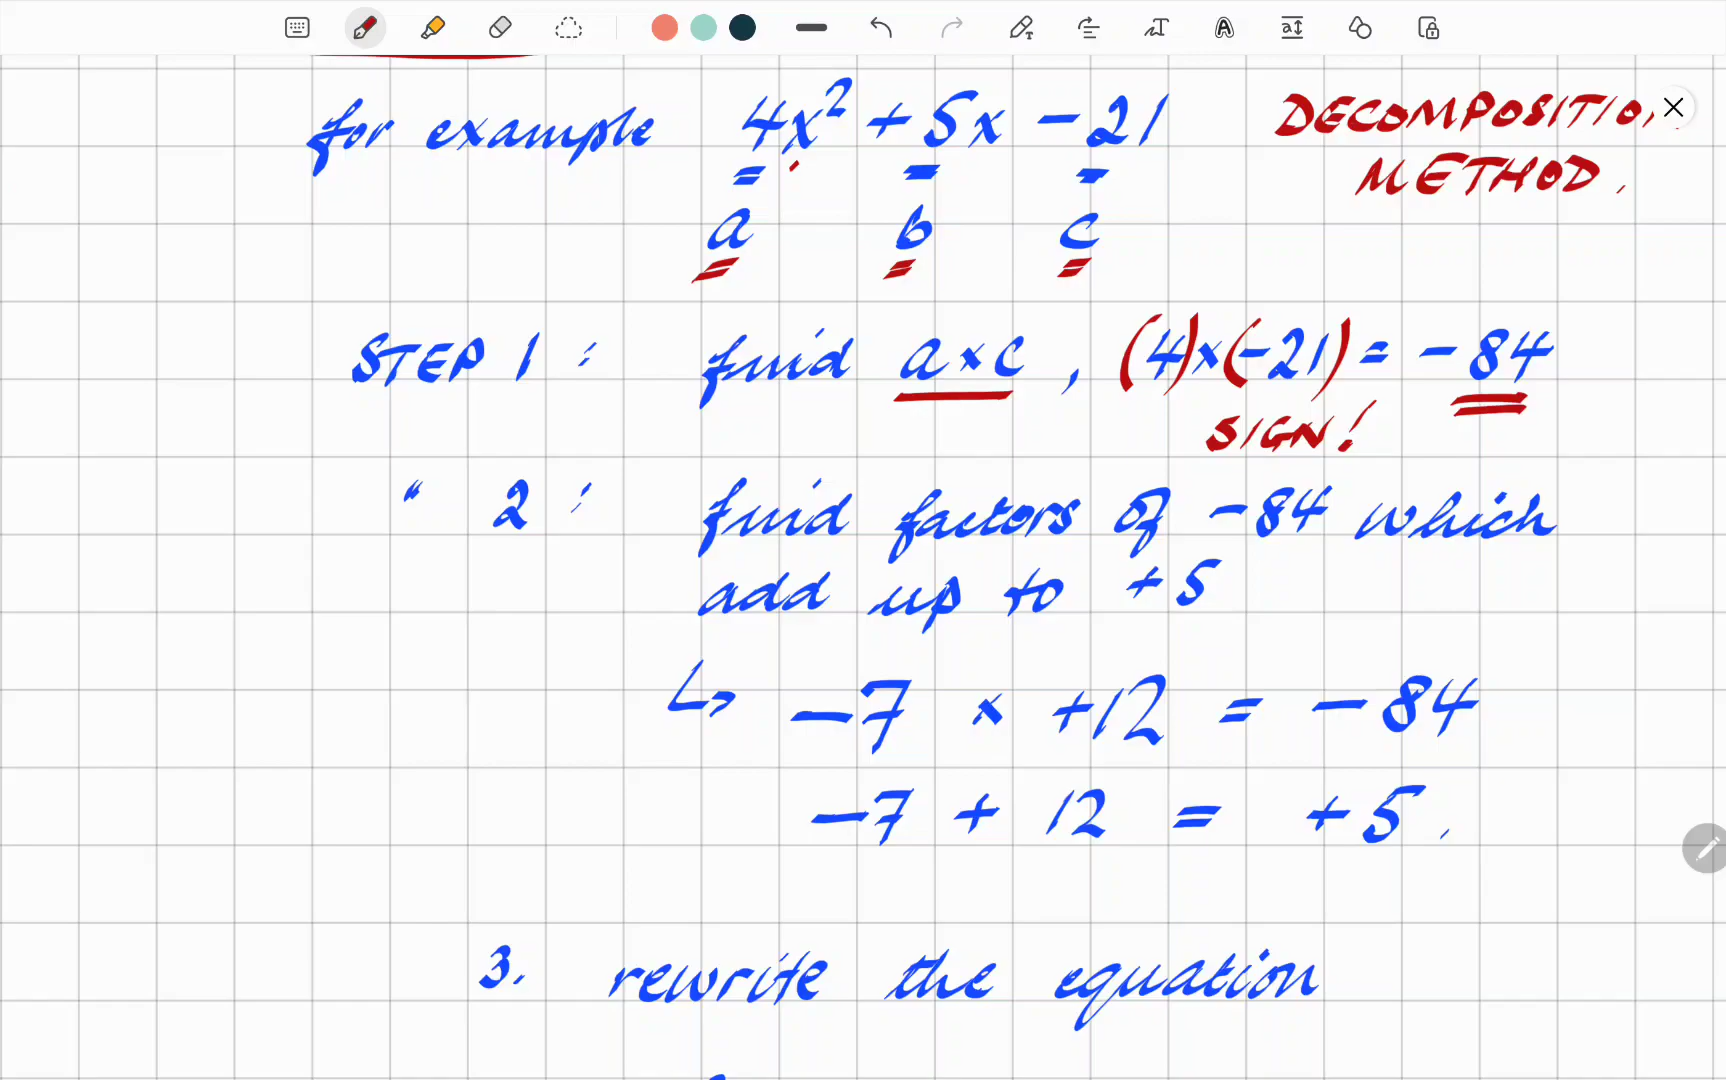 for example 4x² + 5x - 21
DECOMPOSITION
METHOD.
a b c
STEP 1 : find a x c , (4)x(-21) = -84
SIGN!
" 2 : find factors of -84 which
add up to +5
↳ -7 x +12 = -84
-7 + 12 = +5.
3. rewrite the equation